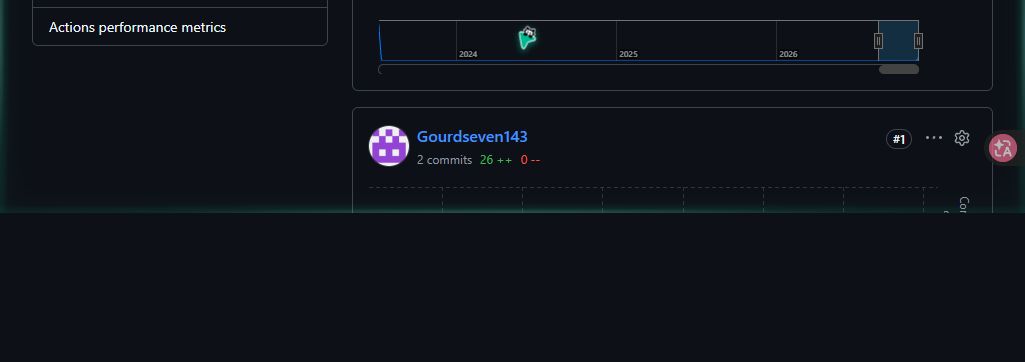 Actions performance metrics
2024
2025
2026
Gourdseven143
#1
2 commits 26 ++ 0 --